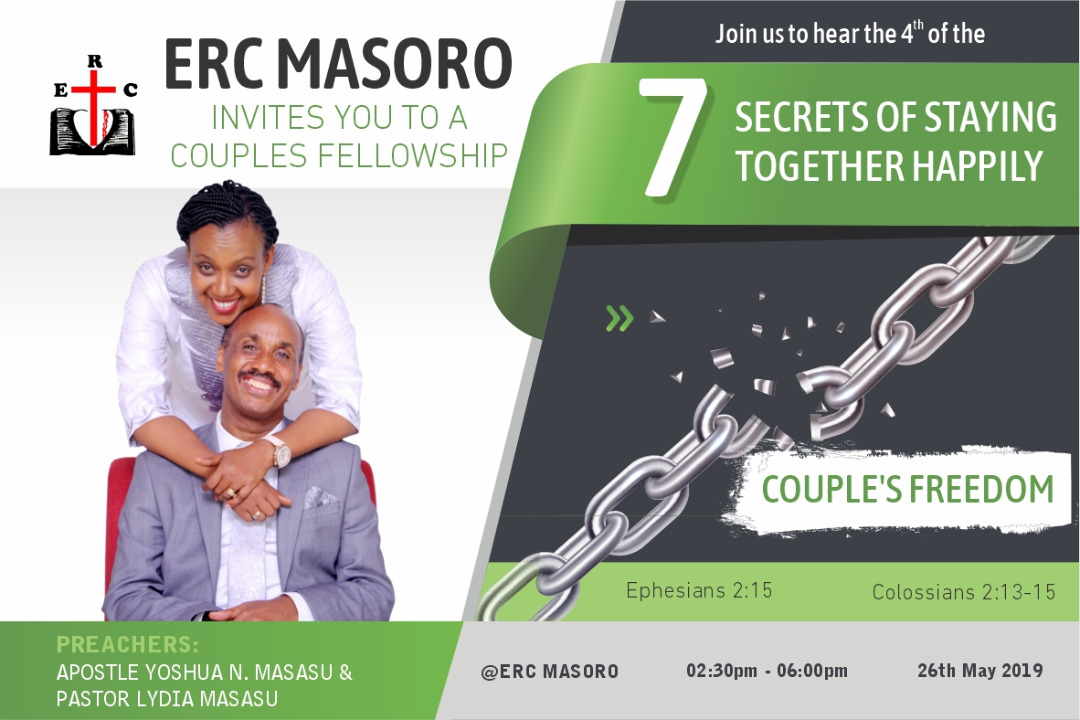 E R C
ERC MASORO
INVITES YOU TO A
COUPLES FELLOWSHIP
Join us to hear the 4th of the
7 SECRETS OF STAYING
TOGETHER HAPPILY
COUPLE'S FREEDOM
Ephesians 2:15 Colossians 2:13-15
PREACHERS:
APOSTLE YOSHUA N. MASASU &
PASTOR LYDIA MASASU
@ERC MASORO 02:30pm - 06:00pm 26th May 2019